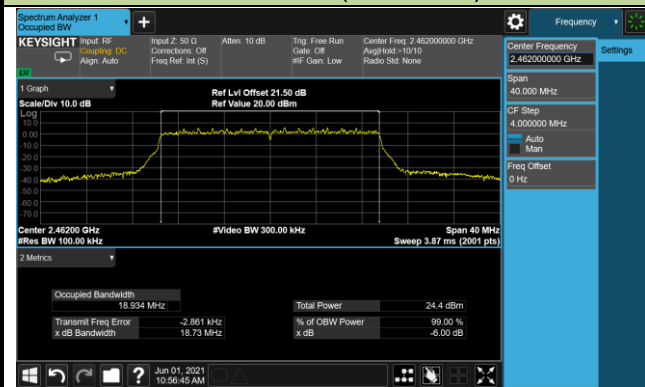 Spectrum Analyzer 1
Occupied BW
+
Frequency
KEYSIGHT
Input: RF
Coupling: DC
Align: Auto
Input Z: 50 Ω
Corrections: Off
Freq Ref: Int (S)
Atten: 10 dB
Trig: Free Run
Gate: Off
#IF Gain: Low
Center Freq: 2.462000000 GHz
Avg|Hold:>10/10
Radio Std: None
Center Frequency
2.462000000 GHz
Settings
Span
40.000 MHz
CF Step
4.000000 MHz
Auto
Man
Freq Offset
0 Hz
1 Graph
Scale/Div 10.0 dB
Ref Lvl Offset 21.50 dB
Ref Value 20.00 dBm
Log
10.0
0.00
-10.0
-20.0
-30.0
-40.0
-50.0
-60.0
-70.0
Center 2.46200 GHz
#Res BW 100.00 kHz
#Video BW 300.00 kHz
Span 40 MHz
Sweep 3.87 ms (2001 pts)
2 Metrics
Occupied Bandwidth
18.934 MHz
Total Power 24.4 dBm
Transmit Freq Error -2.861 kHz
% of OBW Power 99.00 %
x dB Bandwidth 18.73 MHz
x dB -6.00 dB
?
Jun 01, 2021
10:56:45 AM